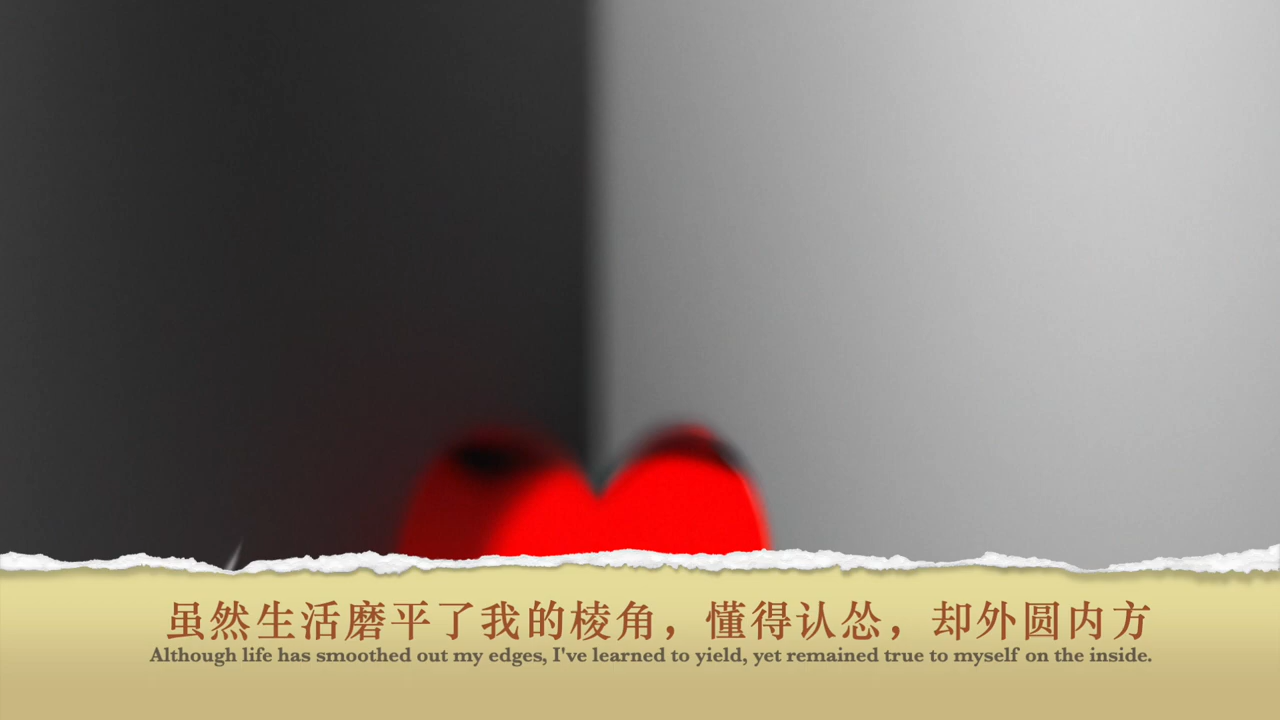 虽然生活磨平了我的棱角，懂得认怂，却外圆内方
Although life has smoothed out my edges, I've learned to yield, yet remained true to myself on the inside.